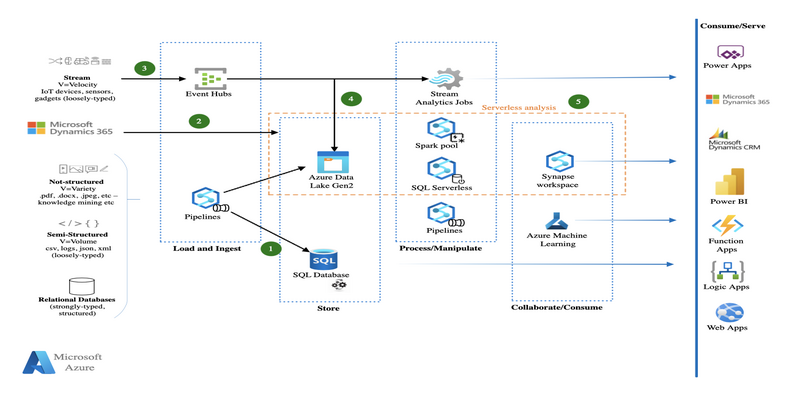 Stream
V=Velocity
IoT devices, sensors,
gadgets (loosely-typed)
Microsoft
Dynamics 365
Not-structured
V=Variety
.pdf, .docx, .jpeg, etc –
knowledge mining etc
Semi-Structured
V=Volume
csv, logs, json, xml
(loosely-typed)
Relational Databases
(strongly-typed,
structured)
Microsoft
Azure
3
2
1
4
5
Event Hubs
Pipelines
Load and Ingest
Azure Data
Lake Gen2
SQL
SQL Database
Store
Stream
Analytics Jobs
Serverless analysis
Spark pool
SQL Serverless
Pipelines
Process/Manipulate
Synapse
workspace
Azure Machine
Learning
Collaborate/Consume
Consume/Serve
Power Apps
Microsoft
Dynamics 365
Microsoft
Dynamics CRM
Power BI
Function
Apps
Logic Apps
Web Apps